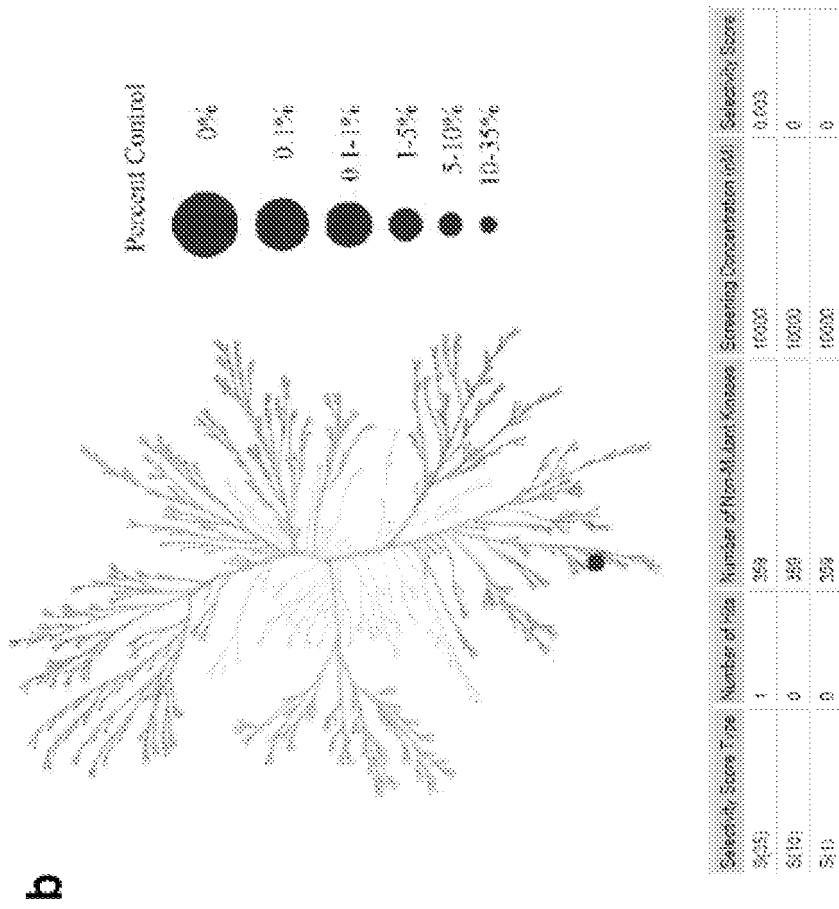 b
Percent Control
0%
0.1%
0.1-1%
1-5%
5-10%
10-35%
Selectivity Score Type Number of Hits Number of Non-Mutant Kinases Screening Concentration (nM) Selectivity Score
S(35) 1 359 10000 0.003
S(10) 0 359 10000 0
S(1) 0 359 10000 0